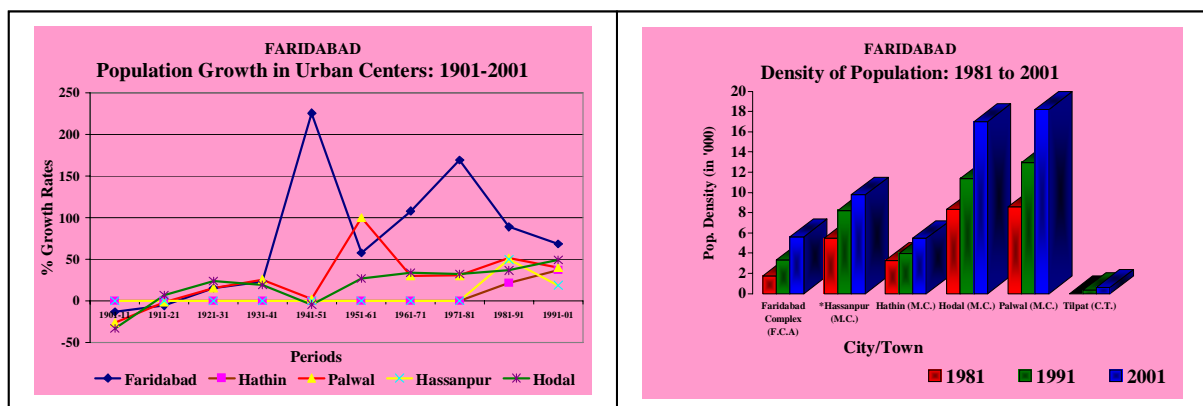 FARIDABAD
Population Growth in Urban Centers: 1901-2001
% Growth Rates
250
200
150
100
50
0
-50
1901-11 1911-21 1921-31 1931-41 1941-51 1951-61 1961-71 1971-81 1981-91 1991-01
Periods
Faridabad Hathin Palwal Hassanpur Hodal
FARIDABAD
Density of Population: 1981 to 2001
Pop. Density (in '000)
20
18
16
14
12
10
8
6
4
2
0
Faridabad *Hassanpur Hathin (M.C.) Hodal (M.C.) Palwal (M.C.) Tilpat (C.T.)
Complex (M.C.)
(F.C.A)
City/Town
1981 1991 2001